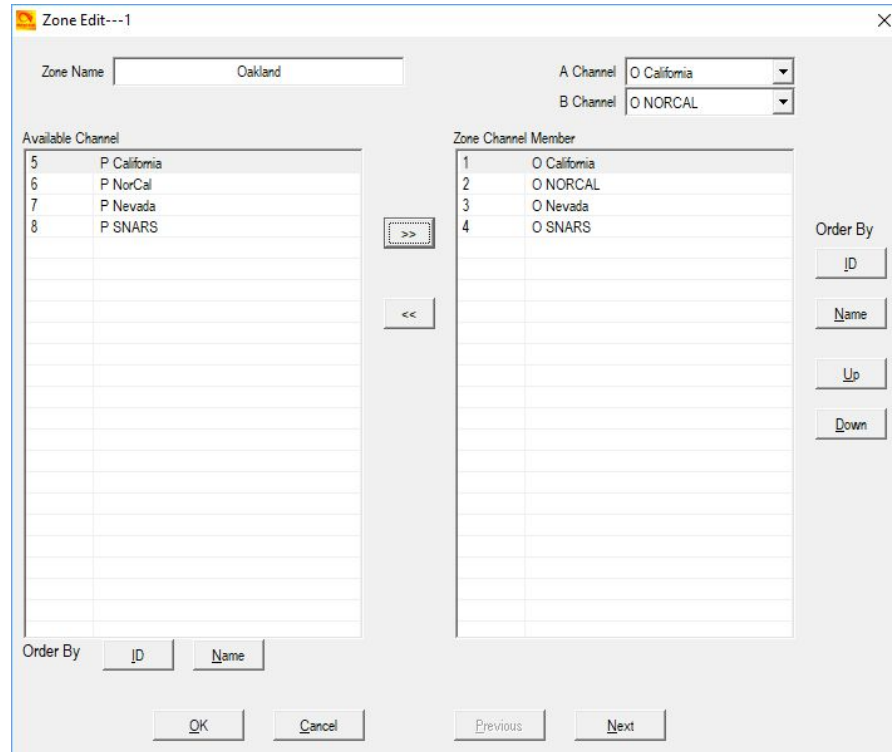 Zone Edit---1
Zone Name Oakland
A Channel O California
B Channel O NORCAL
Available Channel
5 P California
6 P NorCal
7 P Nevada
8 P SNARS
>>
<<
Zone Channel Member
1 O California
2 O NORCAL
3 O Nevada
4 O SNARS
Order By
ID
Name
Up
Down
Order By ID Name
OK Cancel Previous Next